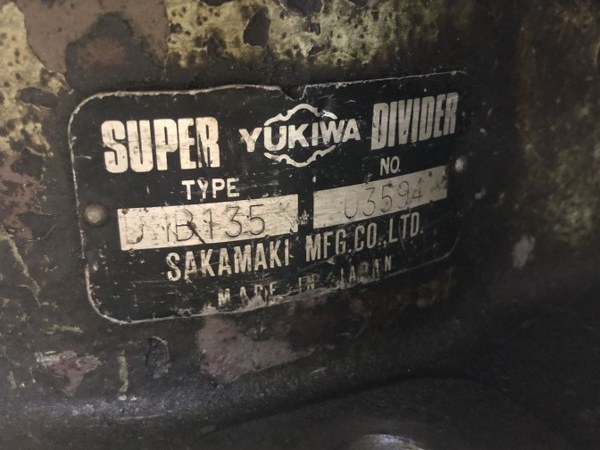 SUPER YUKIWA DIVIDER
TYPE NO.
B135 03594
SAKAMAKI MFG.CO.,LTD.
MADE IN JAPAN